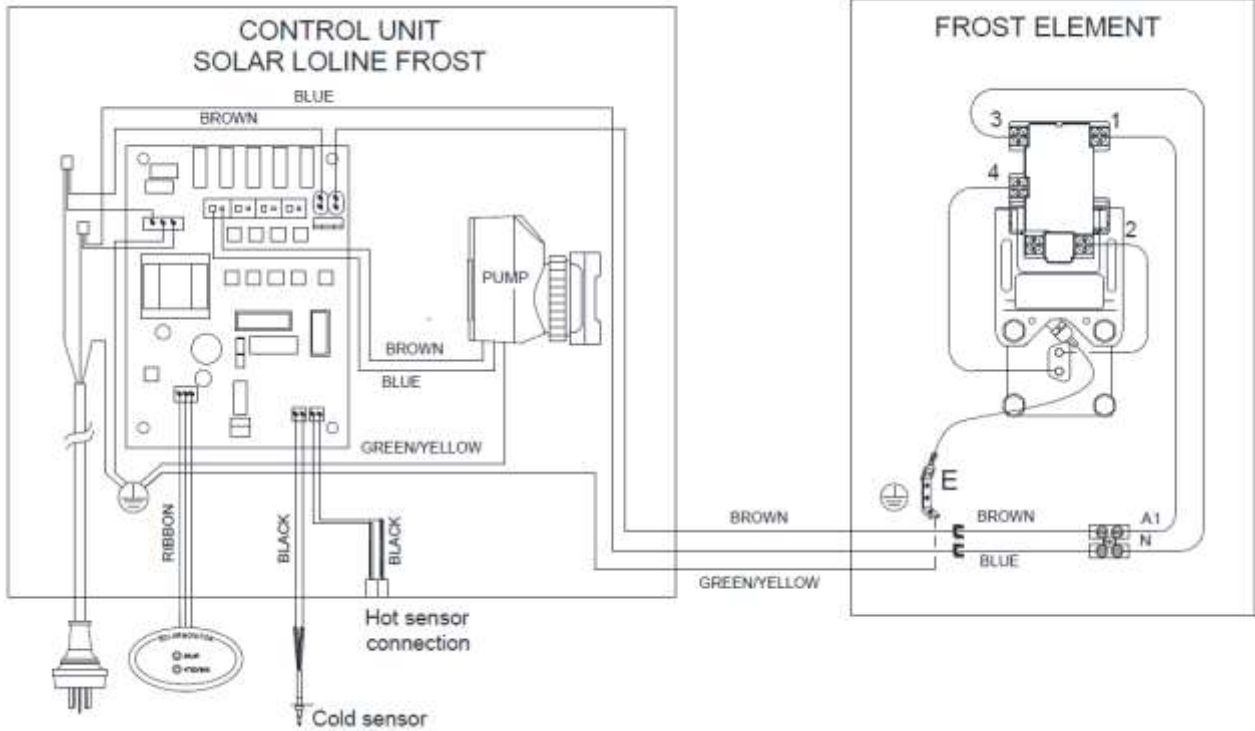 CONTROL UNIT
SOLAR LOLINE FROST
FROST ELEMENT
BLUE
BROWN
3
1
4
2
PUMP
BROWN
BLUE
GREEN/YELLOW
E
RIBBON
BLACK
BLACK
BROWN
BROWN
A1
N
BLUE
GREEN/YELLOW
Hot sensor
connection
Cold sensor